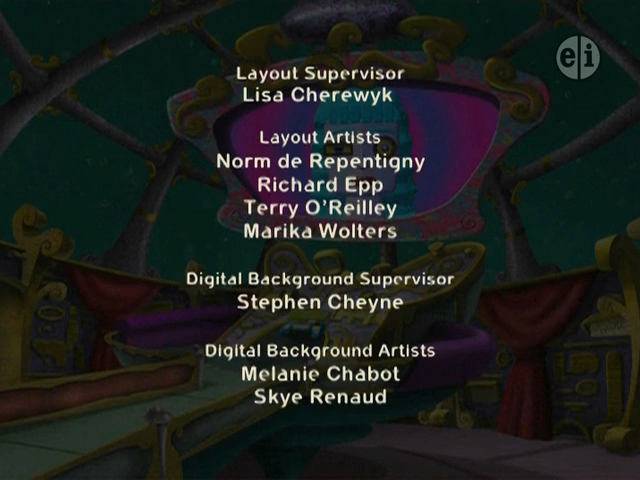 e/i
Layout Supervisor
Lisa Cherewyk
Layout Artists
Norm de Repentigny
Richard Epp
Terry O'Reilley
Marika Wolters
Digital Background Supervisor
Stephen Cheyne
Digital Background Artists
Melanie Chabot
Skye Renaud